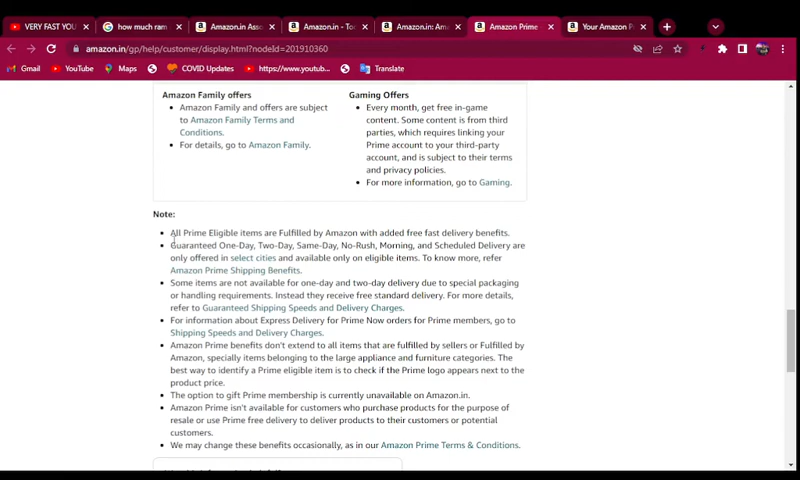 VERY FAST YOU
how much ram
Amazon.in Asso
Amazon.in - To
Amazon.in: Am
Amazon Prime -
Your Amazon P
amazon.in/gp/help/customer/display.html?nodeId=201910360
Gmail
YouTube
Maps
COVID Updates
https://www.youtub...
Translate
Amazon Family offers
Amazon Family and offers are subject
to Amazon Family Terms and
Conditions.
For details, go to Amazon Family.
Gaming Offers
Every month, get free in-game
content. Some content is from third
parties, which requires linking your
Prime account to your third-party
account, and is subject to their terms
and privacy policies.
For more information, go to Gaming.
Note:
All Prime Eligible items are Fulfilled by Amazon with added free fast delivery benefits.
Guaranteed One-Day, Two-Day, Same-Day, No-Rush, Morning, and Scheduled Delivery are
only offered in select cities and available only on eligible items. To know more, refer
Amazon Prime Shipping Benefits.
Some items are not available for one-day and two-day delivery due to special packaging
or handling requirements. Instead they receive free standard delivery. For more details,
refer to Guaranteed Shipping Speeds and Delivery Charges.
For information about Express Delivery for Prime Now orders for Prime members, go to
Shipping Speeds and Delivery Charges.
Amazon Prime benefits don't extend to all items that are fulfilled by sellers or Fulfilled by
Amazon, specially items belonging to the large appliance and furniture categories. The
best way to identify a Prime eligible item is to check if the Prime logo appears next to the
product price.
The option to gift Prime membership is currently unavailable on Amazon.in.
Amazon Prime isn't available for customers who purchase products for the purpose of
resale or use Prime free delivery to deliver products to their customers or potential
customers.
We may change these benefits occasionally, as in our Amazon Prime Terms & Conditions.